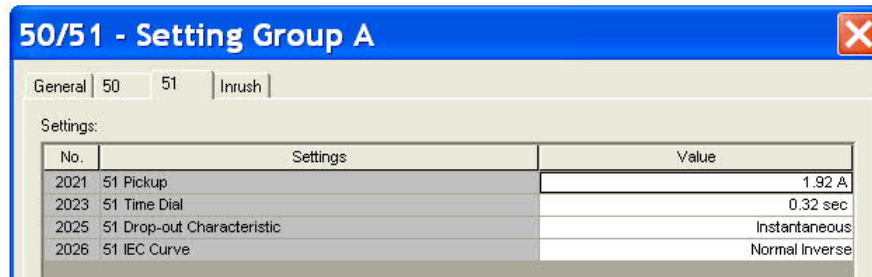 50/51 - Setting Group A
General 50 51 Inrush
Settings:
No. Settings Value
2021 51 Pickup 1.92 A
2023 51 Time Dial 0.32 sec
2025 51 Drop-out Characteristic Instantaneous
2026 51 IEC Curve Normal Inverse